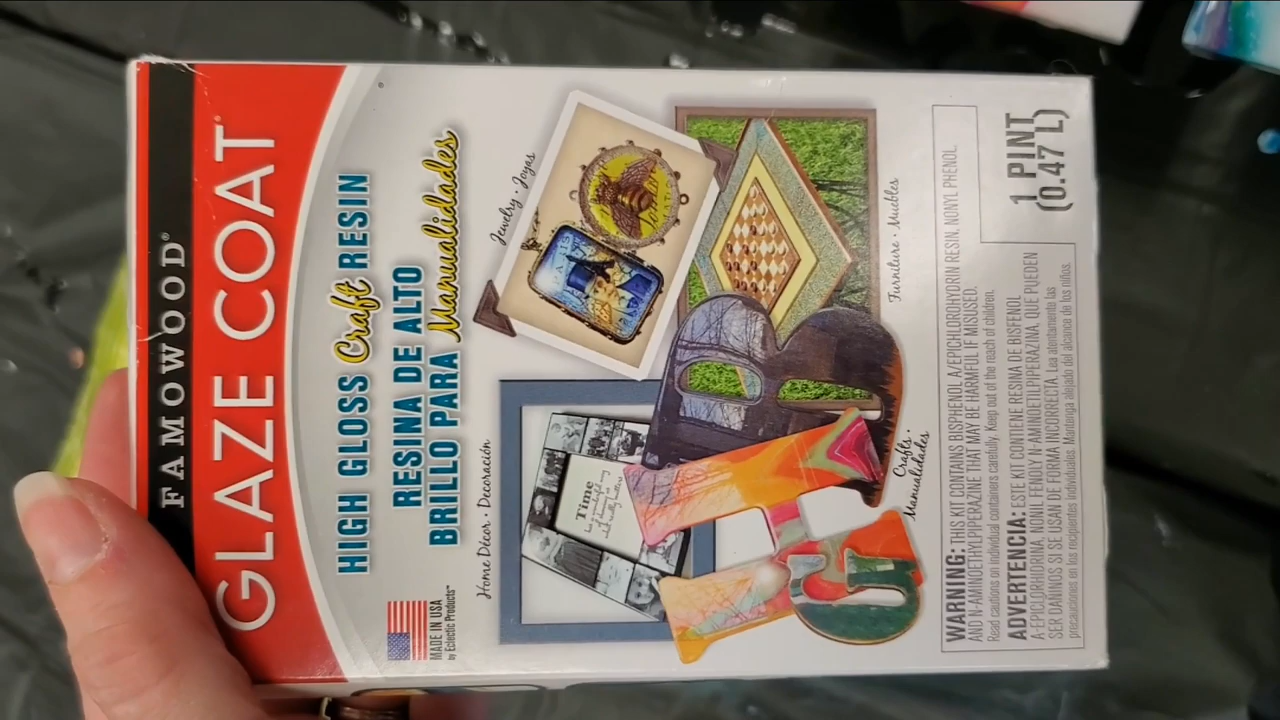 FAMOWOOD®
GLAZE COAT®
HIGH GLOSS Craft RESIN
RESINA DE ALTO
BRILLO PARA Manualidades
MADE IN USA
by Eclectic Products™
Jewelry • Joyas
Home Décor • Decoración
Time
Furniture • Muebles
Crafts •
Manualidades
WARNING: THIS KIT CONTAINS BISPHENOL A/EPICHLOROHYDRIN RESIN, NONYL PHENOL,
AND N-AMINOETHYLPIPERAZINE THAT MAY BE HARMFUL IF MISUSED.
Read cautions on individual containers carefully. Keep out of the reach of children.
ADVERTENCIA: ESTE KIT CONTIENE RESINA DE BISFENOL
A-EPICLOROHIDRINA, NONIL FENOL Y N-AMINOETILPIPERAZINA, QUE PUEDEN
SER DAÑINOS SI SE USAN DE FORMA INCORRECTA. Lea atentamente las
precauciones en los recipientes individuales. Mantenga alejado del alcance de los niños.
1 PINT
(0.47 L)